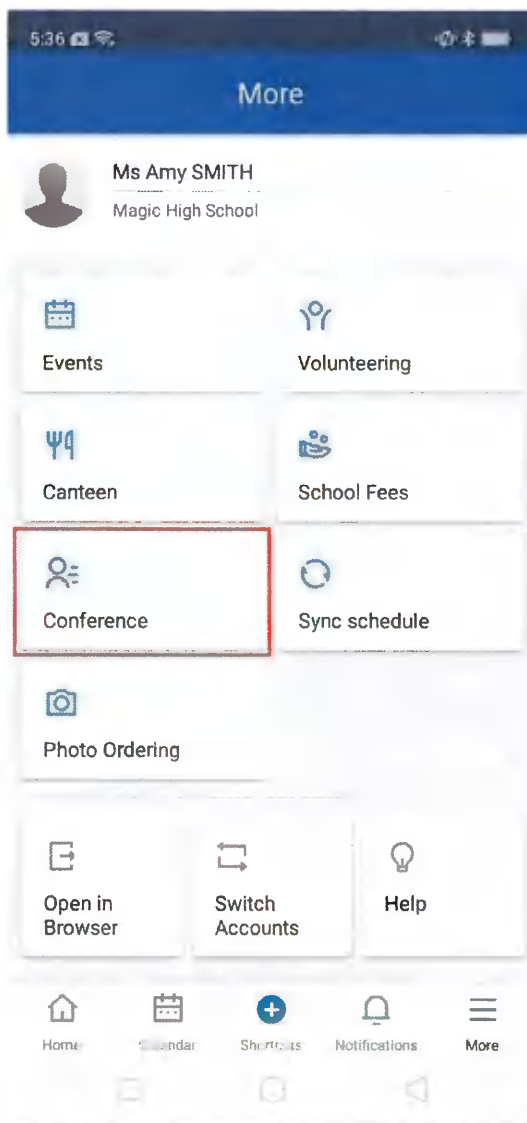 5:36
More
Ms Amy SMITH
Magic High School
Events
Volunteering
Canteen
School Fees
Conference
Sync schedule
Photo Ordering
Open in
Browser
Switch
Accounts
Help
Home
Calendar
Shortcuts
Notifications
More